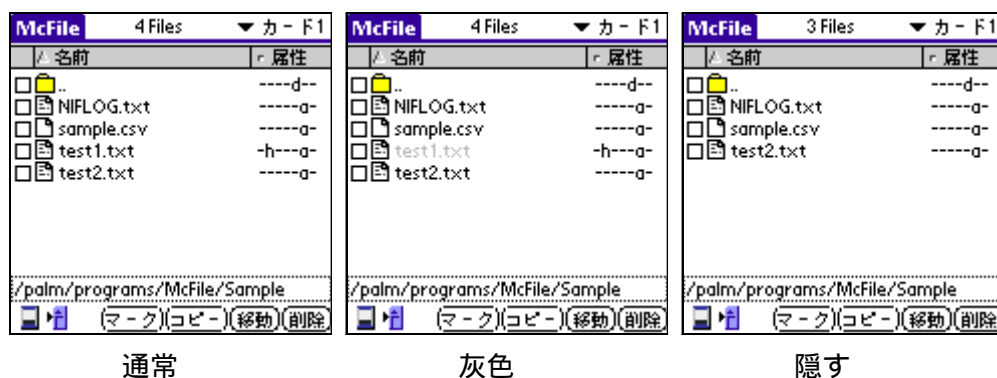 McFile 4 Files ▼ カード1
名前 属性
.. ----d--
NIFLOG.txt -----a-
sample.csv -----a-
test1.txt -h---a-
test2.txt -----a-
/palm/programs/McFile/Sample
マーク コピー 移動 削除
通常
McFile 4 Files ▼ カード1
名前 属性
.. ----d--
NIFLOG.txt -----a-
sample.csv -----a-
test1.txt -h---a-
test2.txt -----a-
/palm/programs/McFile/Sample
マーク コピー 移動 削除
灰色
McFile 3 Files ▼ カード1
名前 属性
.. ----d--
NIFLOG.txt -----a-
sample.csv -----a-
test2.txt -----a-
/palm/programs/McFile/Sample
マーク コピー 移動 削除
隠す